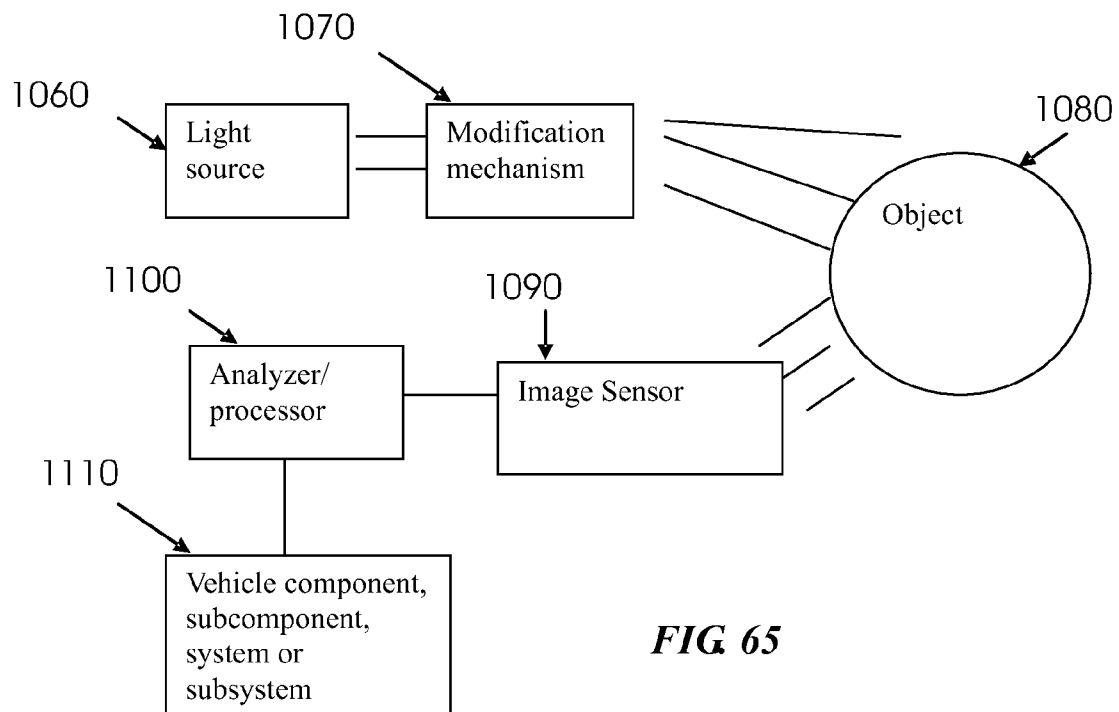 1070
1060
1080
Light
source
Modification
mechanism
Object
1100
1090
Analyzer/
processor
Image Sensor
1110
Vehicle component,
subcomponent,
system or
subsystem
FIG. 65